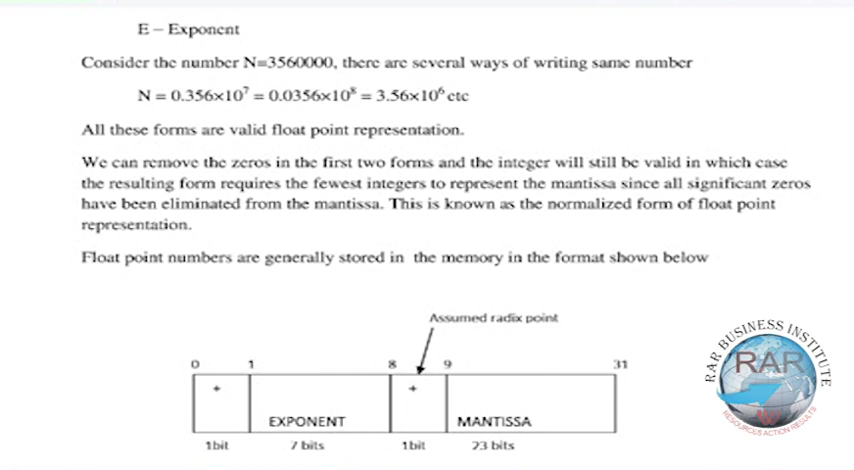 E – Exponent
Consider the number N=3560000, there are several ways of writing same number
N = 0.356×10⁷ = 0.0356×10⁸ = 3.56×10⁶ etc
All these forms are valid float point representation.
We can remove the zeros in the first two forms and the integer will still be valid in which case
the resulting form requires the fewest integers to represent the mantissa since all significant zeros
have been eliminated from the mantissa. This is known as the normalized form of float point
representation.
Float point numbers are generally stored in the memory in the format shown below
Assumed radix point
0 1 8 9 31
+ +
EXPONENT MANTISSA
1bit 7 bits 1bit 23 bits
RAR BUSINESS INSTITUTE
RAR
RESOURCES ACTION RESULTS